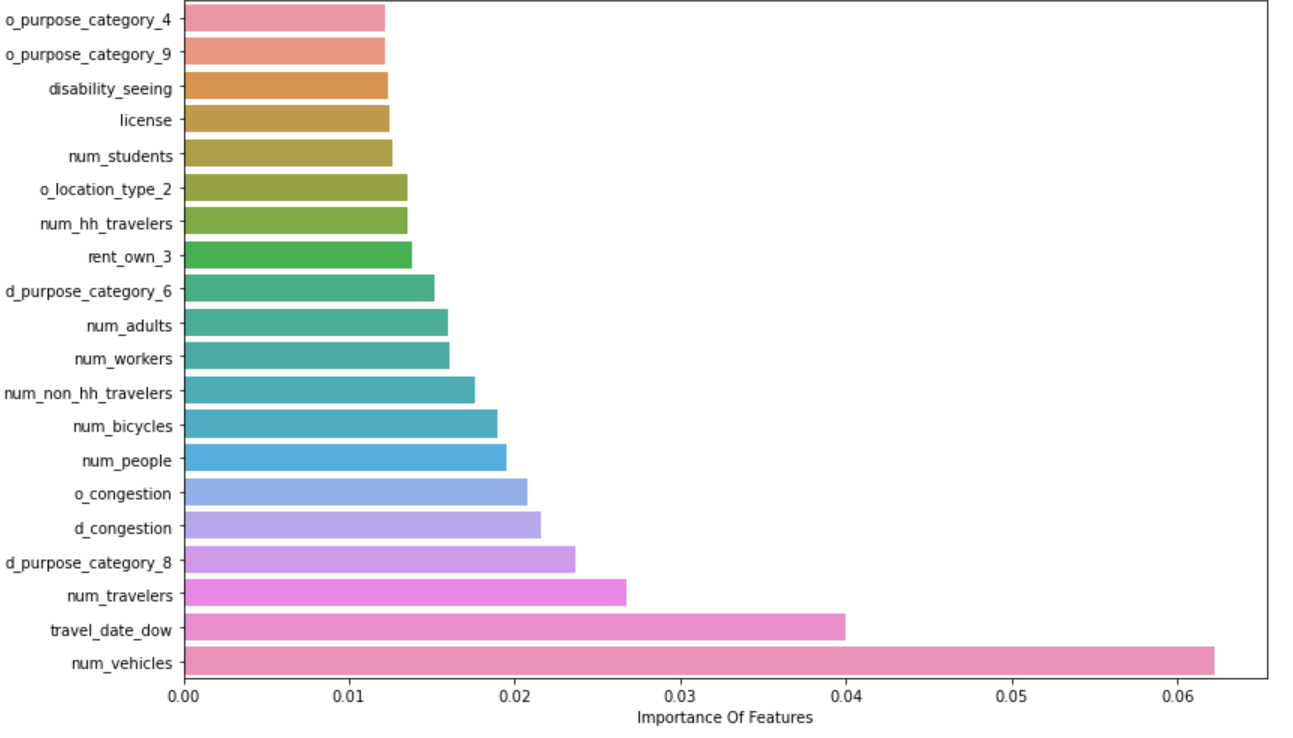 o_purpose_category_4
o_purpose_category_9
disability_seeing
license
num_students
o_location_type_2
num_hh_travelers
rent_own_3
d_purpose_category_6
num_adults
num_workers
num_non_hh_travelers
num_bicycles
num_people
o_congestion
d_congestion
d_purpose_category_8
num_travelers
travel_date_dow
num_vehicles
0.00 0.01 0.02 0.03 0.04 0.05 0.06
Importance Of Features